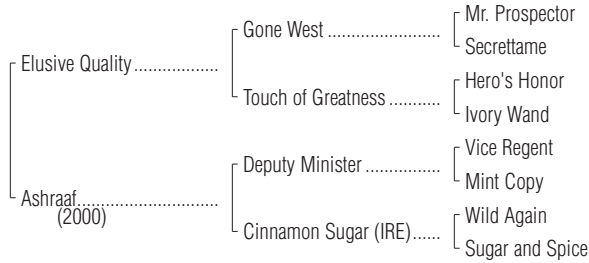 Mr. Prospector
Gone West ........................
Secrettame
Elusive Quality..................
Hero's Honor
Touch of Greatness ...........
Ivory Wand
Vice Regent
Deputy Minister ................
Mint Copy
Ashraaf..............................
(2000)
Wild Again
Cinnamon Sugar (IRE)......
Sugar and Spice